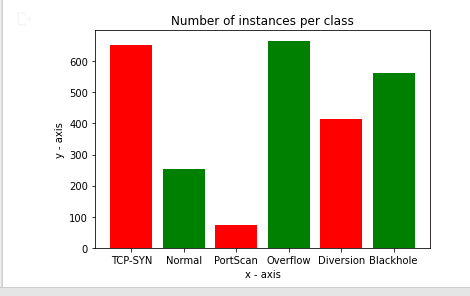 Number of instances per class
y - axis
600
500
400
300
200
100
0
TCP-SYN Normal PortScan Overflow Diversion Blackhole
x - axis